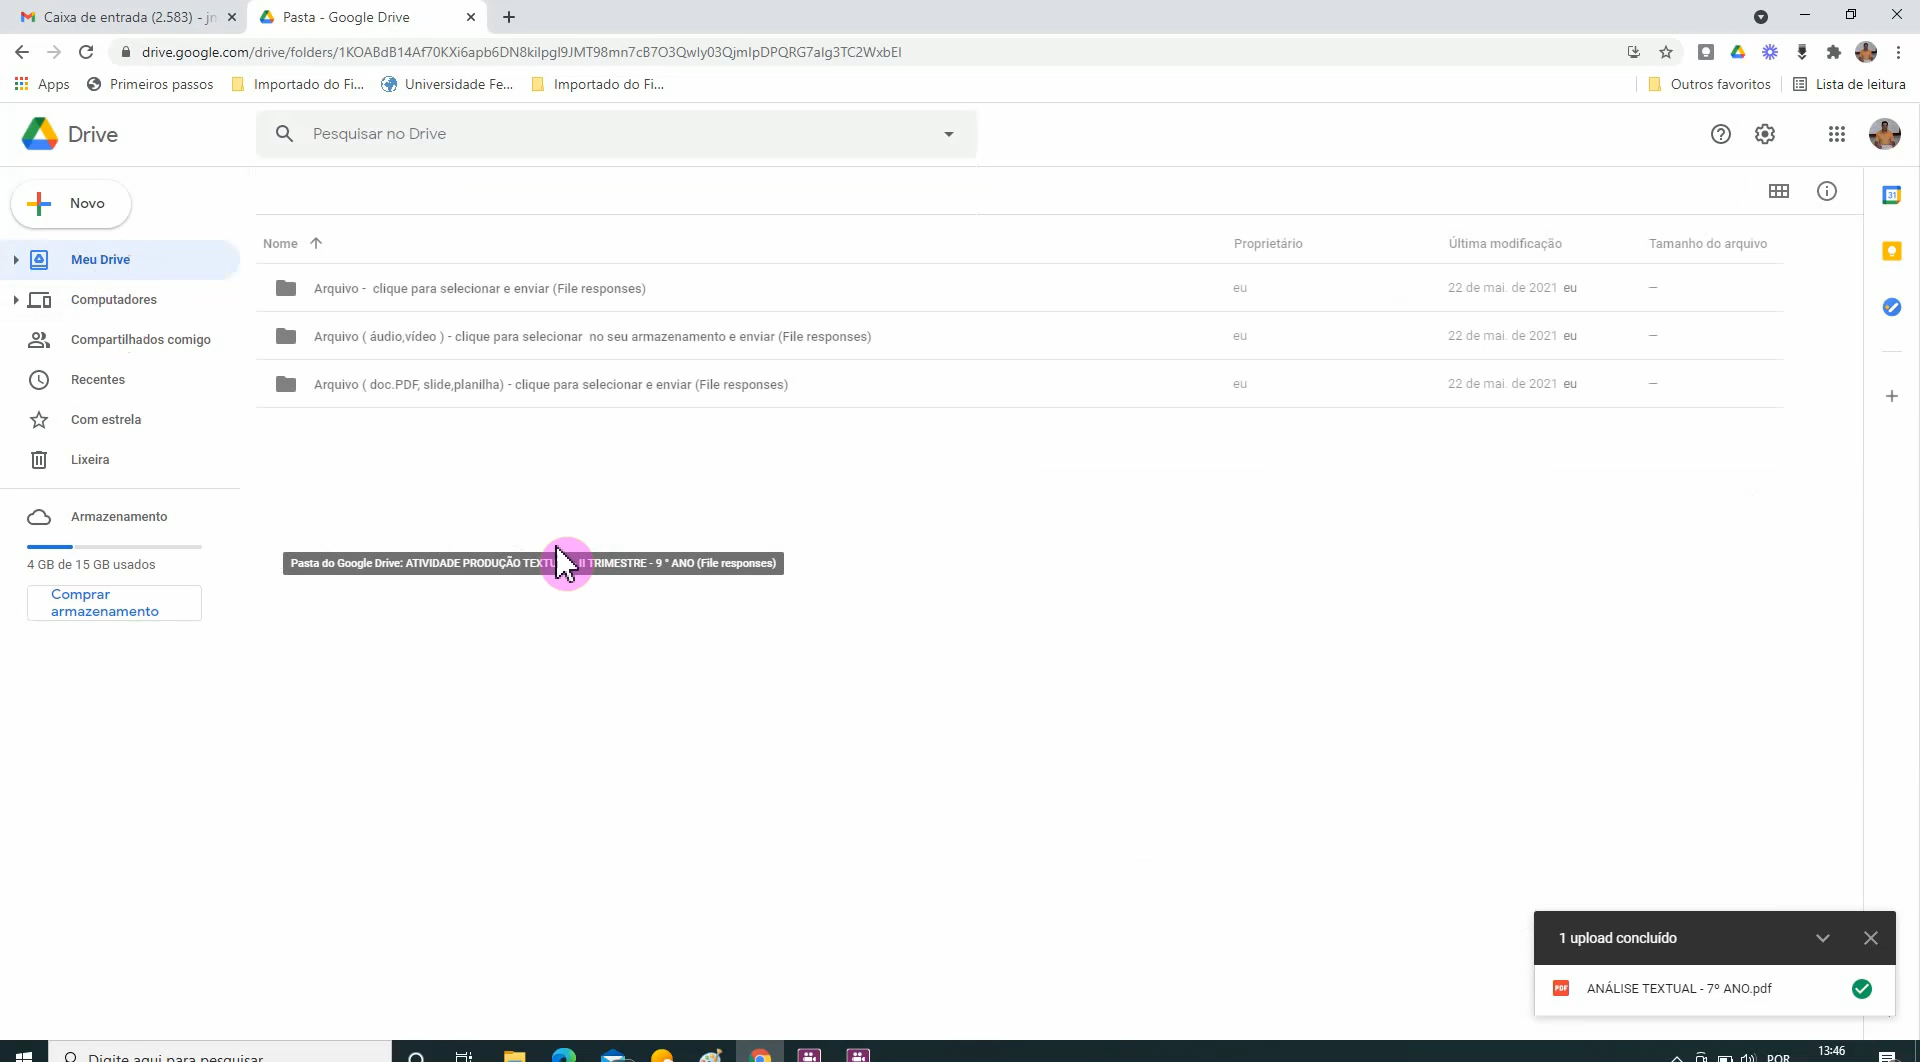 Caixa de entrada (2.583) - jn
Pasta - Google Drive
drive.google.com/drive/folders/1KOABdB14Af70KXi6apb6DN8kiIpgI9JMT98mn7cB7O3QwIy03QjmIpDPQRG7aIg3TC2WxbEI
Apps
Primeiros passos
Importado do Fi...
Universidade Fe...
Importado do Fi...
Outros favoritos
Lista de leitura
Drive
Pesquisar no Drive
Novo
Meu Drive
Computadores
Compartilhados comigo
Recentes
Com estrela
Lixeira
Armazenamento
4 GB de 15 GB usados
Comprar
armazenamento
Nome
Proprietário
Última modificação
Tamanho do arquivo
Arquivo - clique para selecionar e enviar (File responses)
eu
22 de mai. de 2021 eu
—
Arquivo ( áudio,vídeo ) - clique para selecionar no seu armazenamento e enviar (File responses)
eu
22 de mai. de 2021 eu
—
Arquivo ( doc.PDF, slide,planilha) - clique para selecionar e enviar (File responses)
eu
22 de mai. de 2021 eu
—
Pasta do Google Drive: ATIVIDADE PRODUÇÃO II TRIMESTRE - 9 ° ANO (File responses)
31
1 upload concluído
PDF
ANÁLISE TEXTUAL - 7º ANO.pdf
Digite aqui para pesquisar
POR
13:46